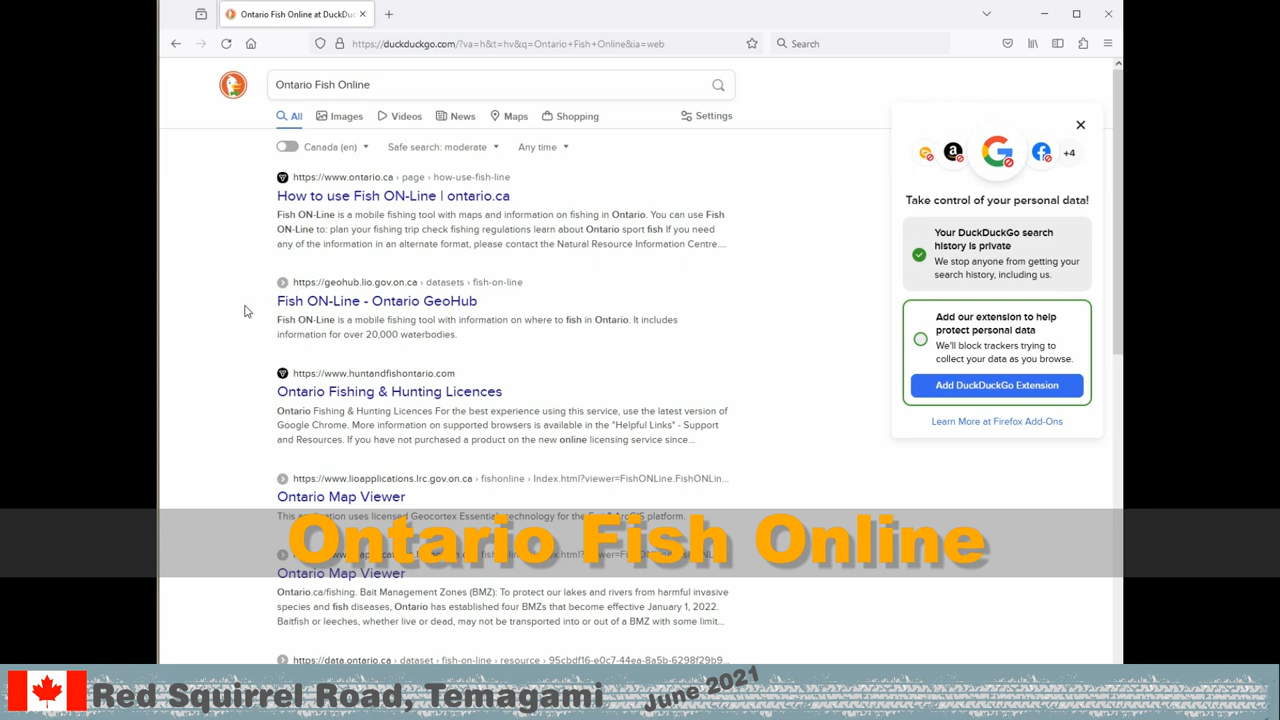 Ontario Fish Online at DuckDuc
https://duckduckgo.com/?va=h&t=hv&q=Ontario+Fish+Online&ia=web
Search
Ontario Fish Online
All Images Videos News Maps Shopping Settings
Canada (en) Safe search: moderate Any time
https://www.ontario.ca › page › how-use-fish-line
How to use Fish ON-Line | ontario.ca
Fish ON-Line is a mobile fishing tool with maps and information on fishing in Ontario. You can use Fish
ON-Line to: plan your fishing trip check fishing regulations learn about Ontario sport fish If you need
any of the information in an alternate format, please contact the Natural Resource Information Centre....
https://geohub.lio.gov.on.ca › datasets › fish-on-line
Fish ON-Line - Ontario GeoHub
Fish ON-Line is a mobile fishing tool with information on where to fish in Ontario. It includes
information for over 20,000 waterbodies.
https://www.huntandfishontario.com
Ontario Fishing & Hunting Licences
Ontario Fishing & Hunting Licences For the best experience using this service, use the latest version of
Google Chrome. More information on supported browsers is available in the "Helpful Links" - Support
and Resources. If you have not purchased a product on the new online licensing service since...
https://www.lioapplications.lrc.gov.on.ca › fishonline › Index.html?viewer=FishONLine.FishONLin...
Ontario Map Viewer
This application uses licensed Geocortex Essentials technology for the
platform.
Ontario Fish Online
Ontario Map Viewer
Ontario.ca/fishing. Bait Management Zones (BMZ): To protect our lakes and rivers from harmful invasive
species and fish diseases, Ontario has established four BMZs that become effective January 1, 2022.
Baitfish or leeches, whether live or dead, may not be transported into or out of a BMZ with some limit...
https://data.ontario.ca › dataset › fish-on-line › resource › 95cbdf16-e0c7-44ea-8a5b-6298f29b9...
+4
Take control of your personal data!
Your DuckDuckGo search
history is private
We stop anyone from getting your
search history, including us.
Add our extension to help
protect personal data
We'll block trackers trying to
collect your data as you browse.
Add DuckDuckGo Extension
Learn More at Firefox Add-Ons
Red Squirrel Road, Temagami
June 2021